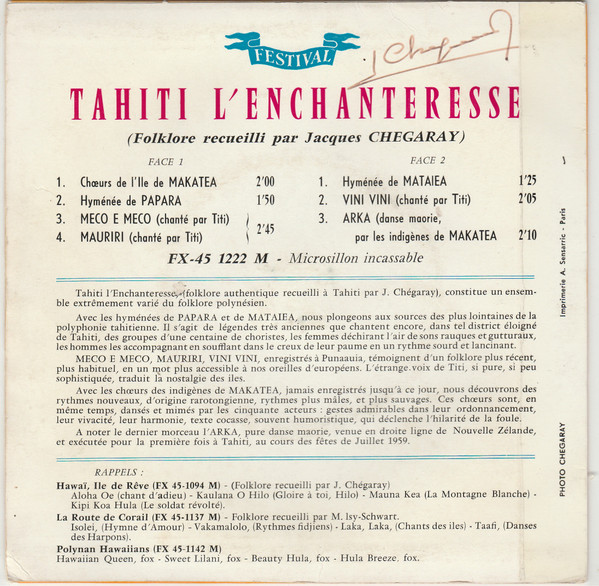 FESTIVAL
J Chegaray
TAHITI L'ENCHANTERESSE
(Folklore recueilli par Jacques CHEGARAY)
FACE 1
1. Chœurs de l'Ile de MAKATEA 2'00
2. Hyménée de PAPARA 1'50
3. MECO E MECO (chanté par Titi)
4. MAURIRI (chanté par Titi) 2'45
FACE 2
1. Hyménée de MATAIEA 1'25
2. VINI VINI (chanté par Titi) 2'05
3. ARKA (danse maorie,
par les indigènes de MAKATEA 2'10
FX-45 1222 M - Microsillon incassable
Tahiti l'Enchanteresse, (folklore authentique recueilli à Tahiti par J. Chégaray), constitue un ensem-
ble extrêmement varié du folklore polynésien.
Avec les hyménées de PAPARA et de MATAIEA, nous plongeons aux sources des plus lointaines de la
polyphonie tahitienne. Il s'agit de légendes très anciennes que chantent encore, dans tel district éloigné
de Tahiti, des groupes d'une centaine de choristes, les femmes déchirant l'air de sons rauques et gutturaux,
les hommes les accompagnant en soufflant dans le creux de leur paume en un rythme sourd et lancinant.
MECO E MECO, MAURIRI, VINI VINI, enregistrés à Punaauia, témoignent d'un folklore plus récent,
plus habituel, en un mot plus accessible à nos oreilles d'européens. L'étrange voix de Titi, si pure, si peu
sophistiquée, traduit la nostalgie des iles.
Avec les chœurs des indigènes de MAKATEA, jamais enregistrés jusqu'à ce jour, nous découvrons des
rythmes nouveaux, d'origine rarotongienne, rythmes plus mâles, et plus sauvages. Ces chœurs sont, en
même temps, dansés et mimés par les cinquante acteurs : gestes admirables dans leur ordonnancement,
leur vivacité, leur harmonie, texte cocasse, souvent humoristique, qui déclenche l'hilarité de la foule.
A noter le dernier morceau l'ARKA, pure danse maorie, venue en droite ligne de Nouvelle Zélande,
et exécutée pour la première fois à Tahiti, au cours des fêtes de Juillet 1959.
RAPPELS :
Hawaï, Ile de Rêve (FX 45-1094 M) - (Folklore recueilli par J. Chégaray)
Aloha Oe (chant d'adieu) - Kaulana O Hilo (Gloire à toi, Hilo) - Mauna Kea (La Montagne Blanche) -
Kipi Koa Hula (Le soldat révolté).
La Route de Corail (FX 45-1137 M) - Folklore recueilli par M. Isy-Schwart.
Isolei, (Hymne d'Amour) - Vakamalolo, (Rythmes fidjiens) - Laka, Laka, (Chants des iles) - Taafi, (Danses
des Harpons).
Polynan Hawaiians (FX 45-1142 M)
Hawaiian Queen, fox - Sweet Lilani, fox - Beauty Hula, fox - Hula Breeze, fox.
Imprimerie A. Sensarric - Paris
PHOTO CHEGARAY